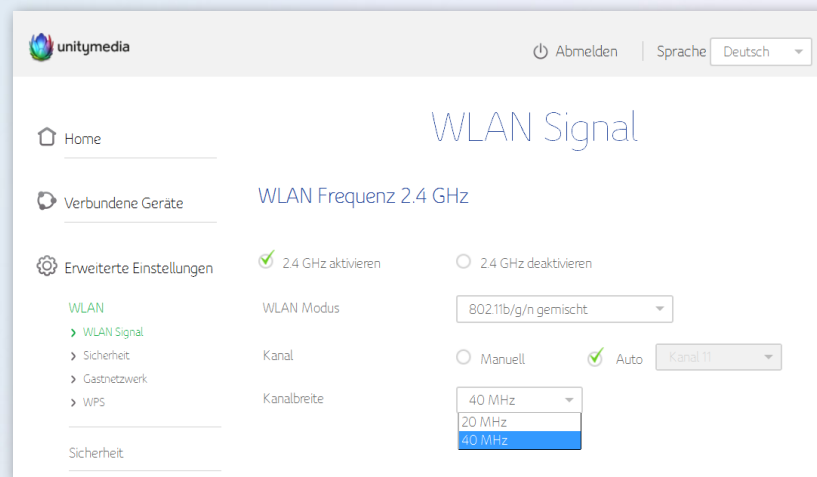 unitymedia
Abmelden Sprache Deutsch
WLAN Signal
Home
Verbundene Geräte
Erweiterte Einstellungen
WLAN
WLAN Signal
Sicherheit
Gastnetzwerk
WPS
Sicherheit
WLAN Frequenz 2.4 GHz
2.4 GHz aktivieren 2.4 GHz deaktivieren
WLAN Modus 802.11b/g/n gemischt
Kanal Manuell Auto Kanal 11
Kanalbreite 40 MHz
20 MHz
40 MHz